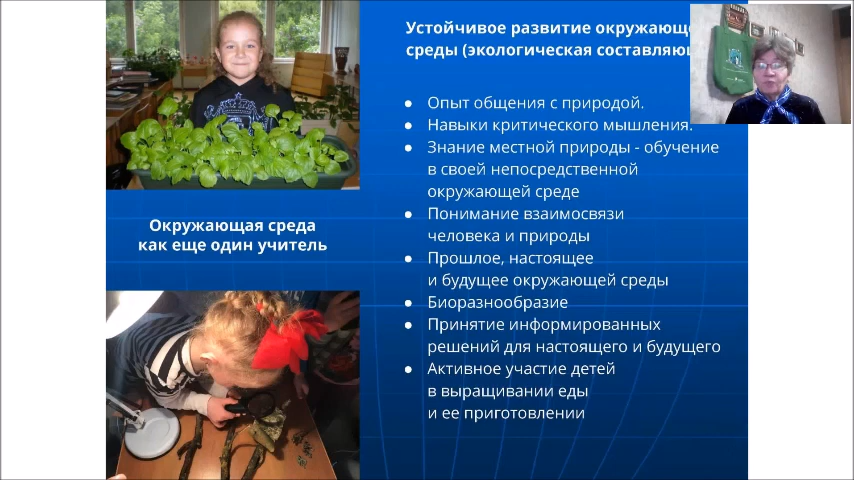 Устойчивое развитие окружающ
среды (экологическая составляю
Опыт общения с природой.
Навыки критического мышления.
Знание местной природы - обучение
в своей непосредственной
окружающей среде
Понимание взаимосвязи
человека и природы
Прошлое, настоящее
и будущее окружающей среды
Биоразнообразие
Принятие информированных
решений для настоящего и будущего
Активное участие детей
в выращивании еды
и ее приготовлении
Окружающая среда
как еще один учитель